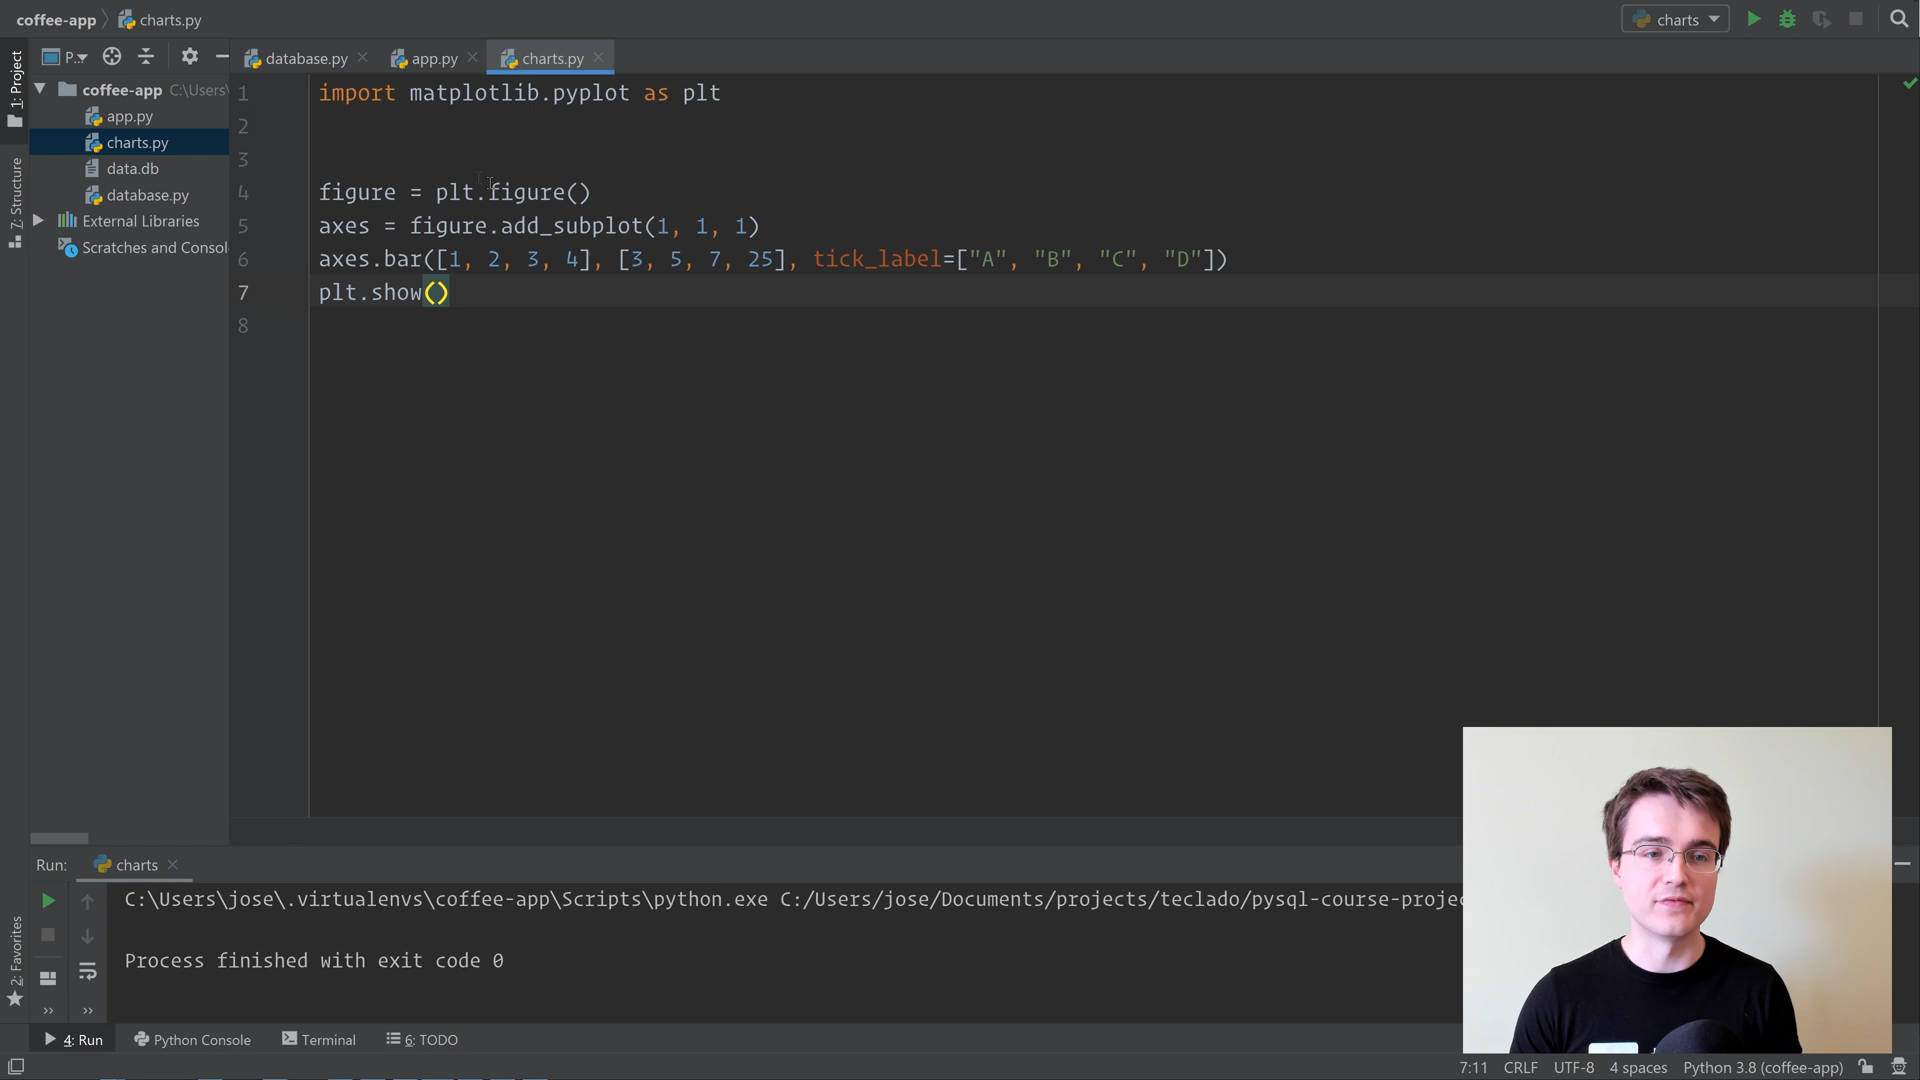 coffee-app
charts.py
charts
P..
database.py
app.py
charts.py
1: Project
7: Structure
2: Favorites
coffee-app C:\Users\
app.py
charts.py
data.db
database.py
External Libraries
Scratches and Consol
1 import matplotlib.pyplot as plt
2
3
4 figure = plt.figure()
5 axes = figure.add_subplot(1, 1, 1)
6 axes.bar([1, 2, 3, 4], [3, 5, 7, 25], tick_label=["A", "B", "C", "D"])
7 plt.show()
8
Run: charts
C:\Users\jose\.virtualenvs\coffee-app\Scripts\python.exe C:/Users/jose/Documents/projects/teclado/pysql-course-projec
Process finished with exit code 0
4: Run Python Console Terminal 6: TODO
7:11 CRLF UTF-8 4 spaces Python 3.8 (coffee-app)